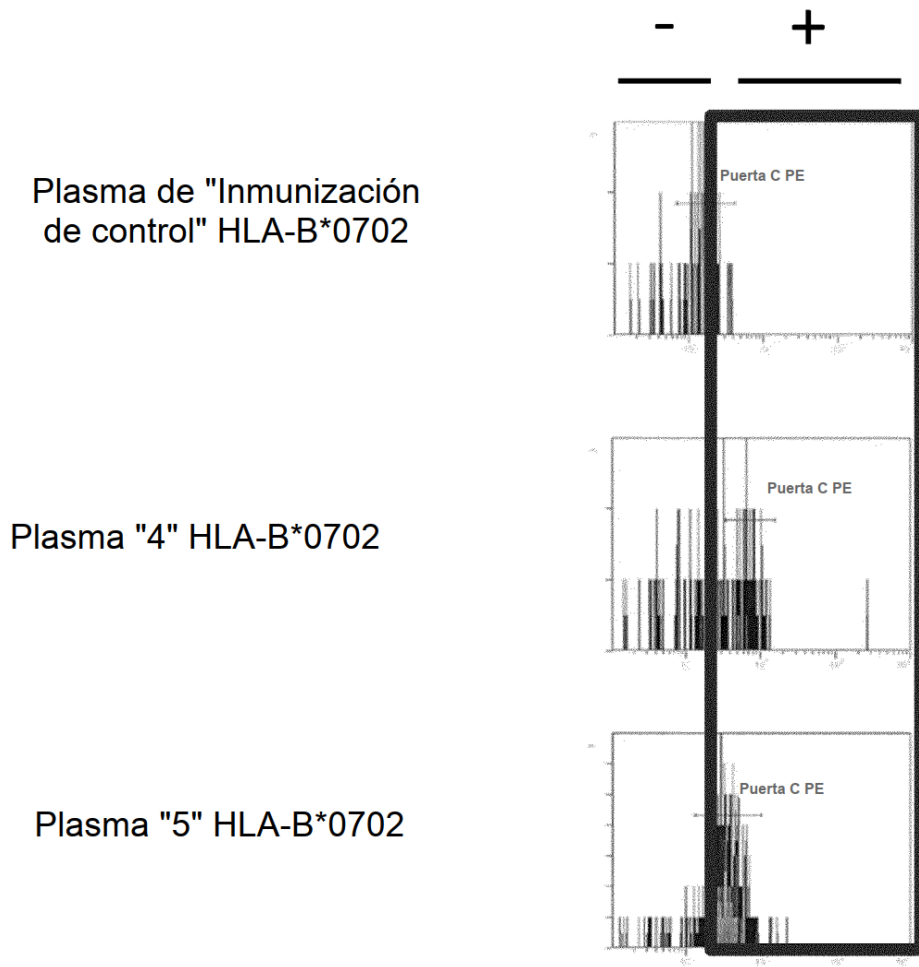 - +
Puerta C PE
Plasma de "Inmunización
de control" HLA-B*0702
Puerta C PE
Plasma "4" HLA-B*0702
Puerta C PE
Plasma "5" HLA-B*0702